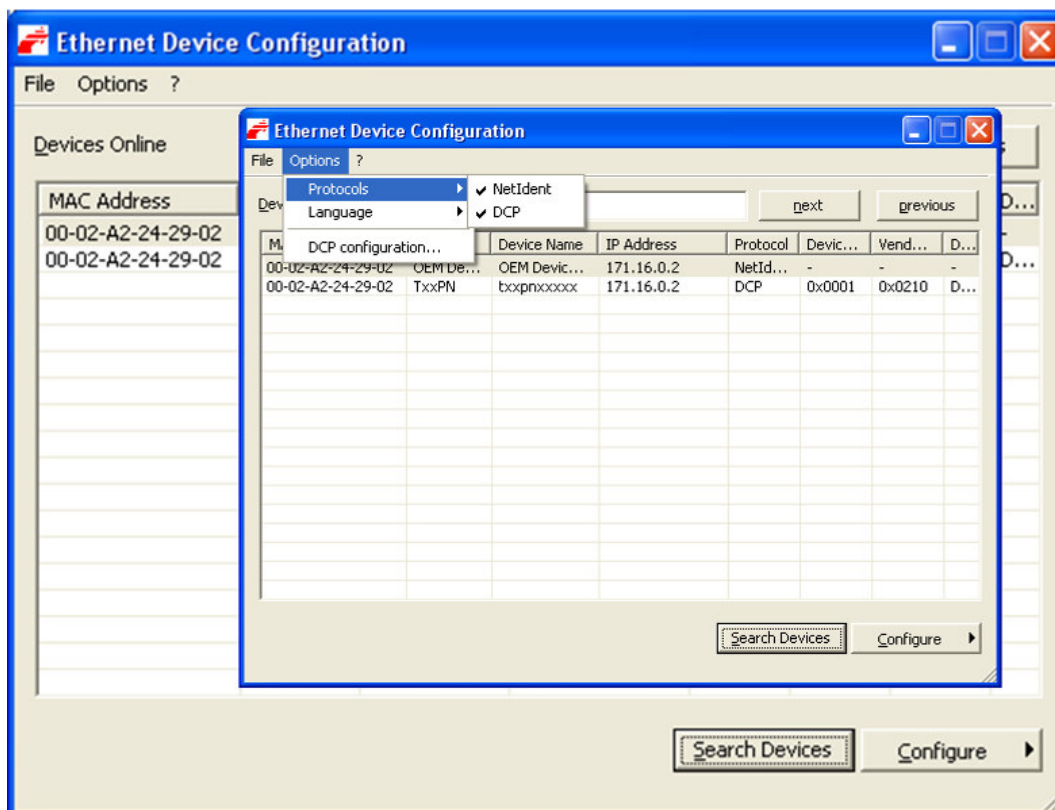 Ethernet Device Configuration
File Options ?
Devices Online
MAC Address
00-02-A2-24-29-02
00-02-A2-24-29-02
D...
D...
Ethernet Device Configuration
File Options ?
Protocols
Language
DCP configuration...
NetIdent
DCP
next previous
Device Name IP Address Protocol Devic... Vend... D...
00-02-A2-24-29-02 OEM De... OEM Devic... 171.16.0.2 NetId... - - -
00-02-A2-24-29-02 TxxPN txxpnxxxxx 171.16.0.2 DCP 0x0001 0x0210 D...
Search Devices Configure
Search Devices Configure